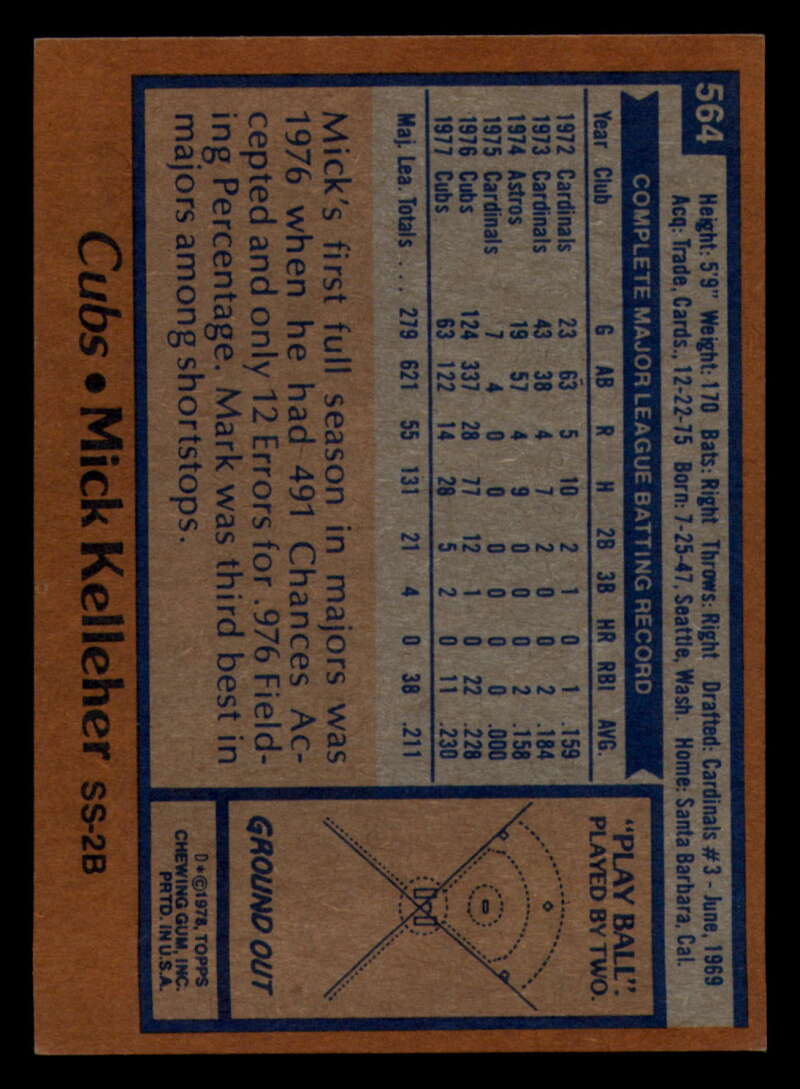 564
Height: 5'9" Weight: 170 Bats: Right Throws: Right Drafted: Cardinals #3 - June, 1969
Acq: Trade, Cards., 12-22-75 Born: 7-25-47, Seattle, Wash. Home: Santa Barbara, Cal.
COMPLETE MAJOR LEAGUE BATTING RECORD
Year Club G AB R H 2B 3B HR RBI AVG.
1972 Cardinals 23 63 5 10 2 1 0 1 .159
1973 Cardinals 43 38 4 7 2 0 0 2 .184
1974 Astros 19 57 4 9 0 0 0 2 .158
1975 Cardinals 7 4 0 0 0 0 0 0 .000
1976 Cubs 124 337 28 77 12 1 0 22 .228
1977 Cubs 63 122 14 28 5 2 0 11 .230
Maj. Lea. Totals .... 279 621 55 131 21 4 0 38 .211
Mick's first full season in majors was
1976 when he had 491 Chances Ac-
cepted and only 12 Errors for .976 Field-
ing Percentage. Mark was third best in
majors among shortstops.
"PLAY BALL":
PLAYED BY TWO.
GROUND OUT
D*©1978, TOPPS
CHEWING GUM, INC.
PRTD. IN U.S.A.
Cubs • Mick Kelleher SS-2B